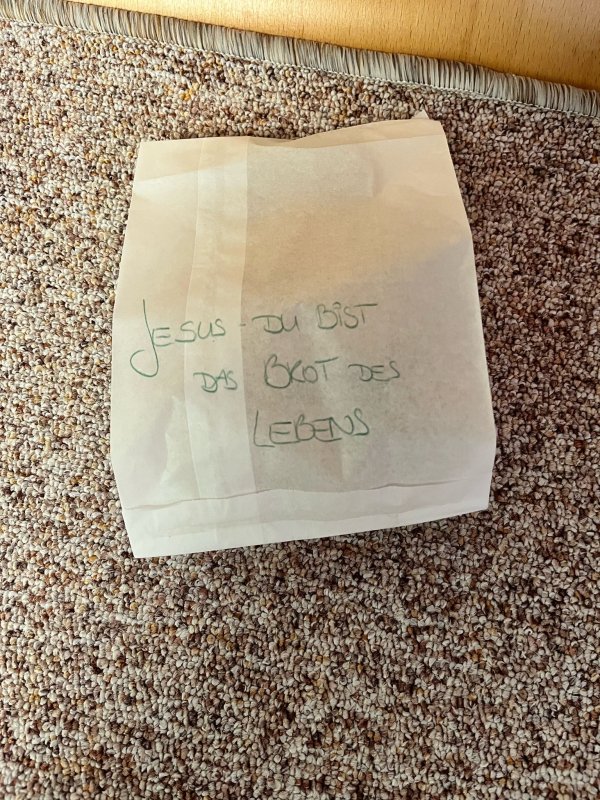 JESUS - DU BIST
DAS BROT DES
LEBENS